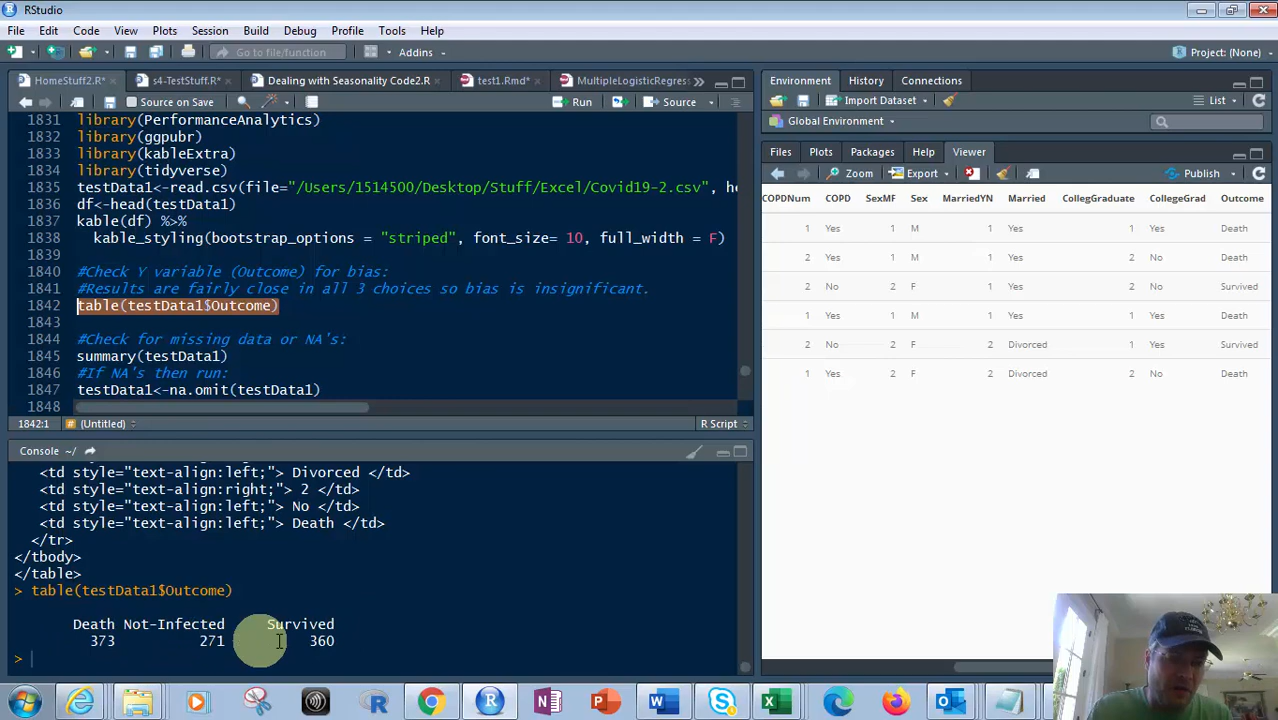 RStudio
File Edit Code View Plots Session Build Debug Profile Tools Help
Go to file/function Addins Project: (None)
HomeStuff2.R* s4-TestStuff.R* Dealing with Seasonality Code2.R test1.Rmd* MultipleLogisticRegres
Source on Save Run Source
1831 library(PerformanceAnalytics)
1832 library(ggpubr)
1833 library(kableExtra)
1834 library(tidyverse)
1835 testData1<-read.csv(file="/Users/1514500/Desktop/Stuff/Excel/Covid19-2.csv", he
1836 df<-head(testData1)
1837 kable(df) %>%
1838 kable_styling(bootstrap_options = "striped", font_size= 10, full_width = F)
1839
1840 #Check Y variable (Outcome) for bias:
1841 #Results are fairly close in all 3 choices so bias is insignificant.
1842 table(testData1$Outcome)
1843
1844 #Check for missing data or NA's:
1845 summary(testData1)
1846 #If NA's then run:
1847 testData1<-na.omit(testData1)
1848
1842:1 # (Untitled) R Script
Console ~/
<td style="text-align:left;"> Divorced </td>
<td style="text-align:right;"> 2 </td>
<td style="text-align:left;"> No </td>
<td style="text-align:left;"> Death </td>
</tr>
</tbody>
</table>
> table(testData1$Outcome)
Death Not-Infected Survived
373 271 360
>
Environment History Connections
Import Dataset List
Global Environment
Files Plots Packages Help Viewer
Zoom Export Publish
COPDNum COPD SexMF Sex MarriedYN Married CollegGraduate CollegeGrad Outcome
1 Yes 1 M 1 Yes 1 Yes Death
2 Yes 1 M 1 Yes 2 No Death
2 No 2 F 1 Yes 2 No Survived
1 Yes 1 M 1 Yes 1 Yes Death
2 No 2 F 2 Divorced 1 Yes Survived
1 Yes 2 F 2 Divorced 2 No Death